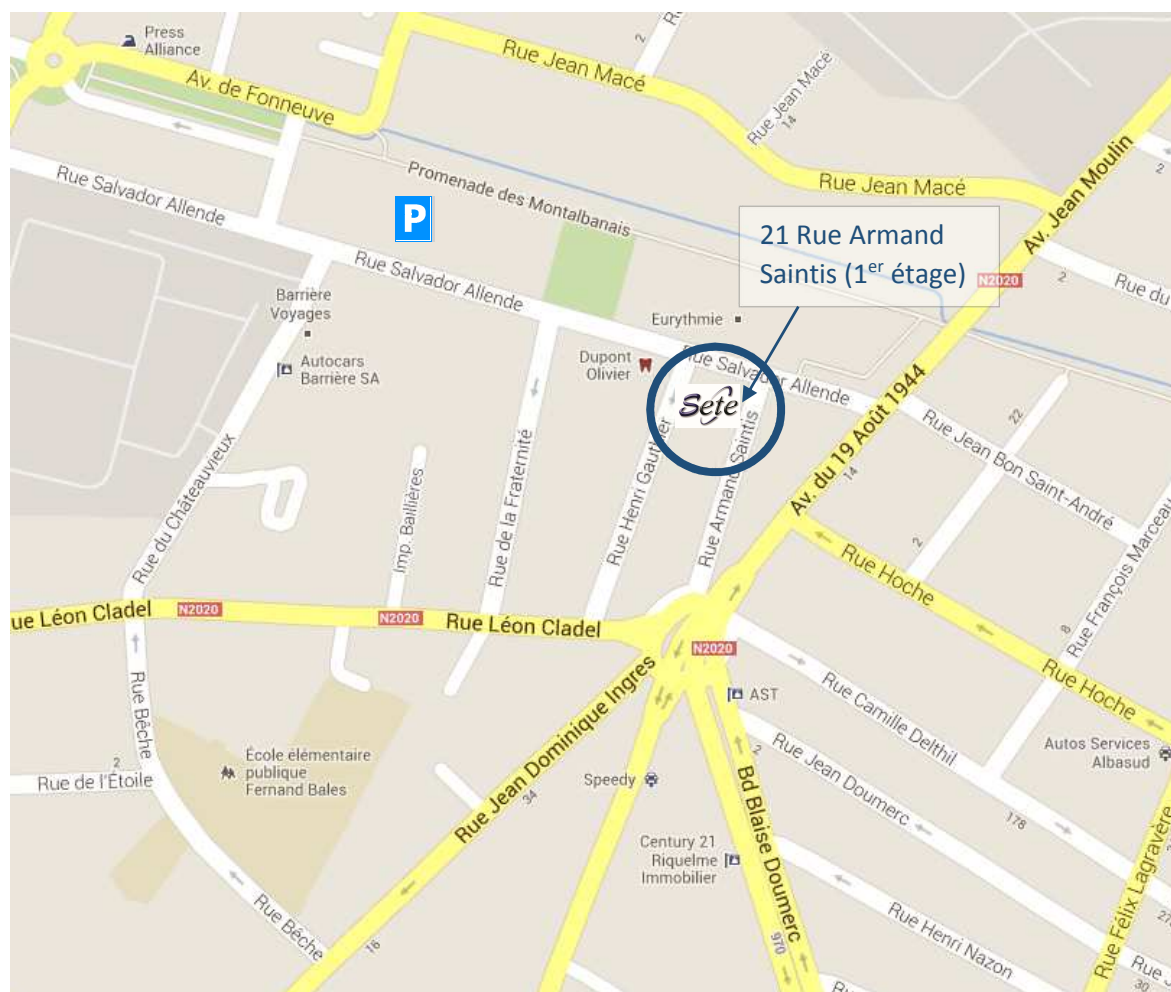 Press
Alliance
Av. de Fonneuve
Rue Jean Macé
2
Rue Jean Macé
14
Rue Jean Macé
Av. Jean Moulin
2
Rue Salvador Allende
Promenade des Montalbanais
P
21 Rue Armand
Saintis (1er étage)
N2020
2
Rue du
Rue Salvador Allende
Barrière
Voyages
Autocars
Barrière SA
Eurythmie
Dupont
Olivier
Rue Salvador Allende
Sete
Av. du 19 Août 1944
14
22
Rue Jean Bon Saint-André
2
Rue du Châteauvieux
Imp. Baillières
Rue de la Fraternité
Rue Henri Gauthier
Rue Armand Saintis
Rue Hoche
Rue François Marceau
8
ue Léon Cladel
N2020
N2020
Rue Léon Cladel
N2020
Rue Hoche
AST
Rue Camille Delthil
Autos Services
Albasud
Rue Bêche
2
Rue de l'Étoile
École élémentaire
publique
Fernand Bales
Rue Jean Dominique Ingres
34
Speedy
2
Rue Jean Doumerc
178
Bd Blaise Doumerc
Century 21
Riquelme
Immobilier
Rue Félix Lagravère
Rue Bêche
16
970
Rue Henri Nazon
Rue J
30